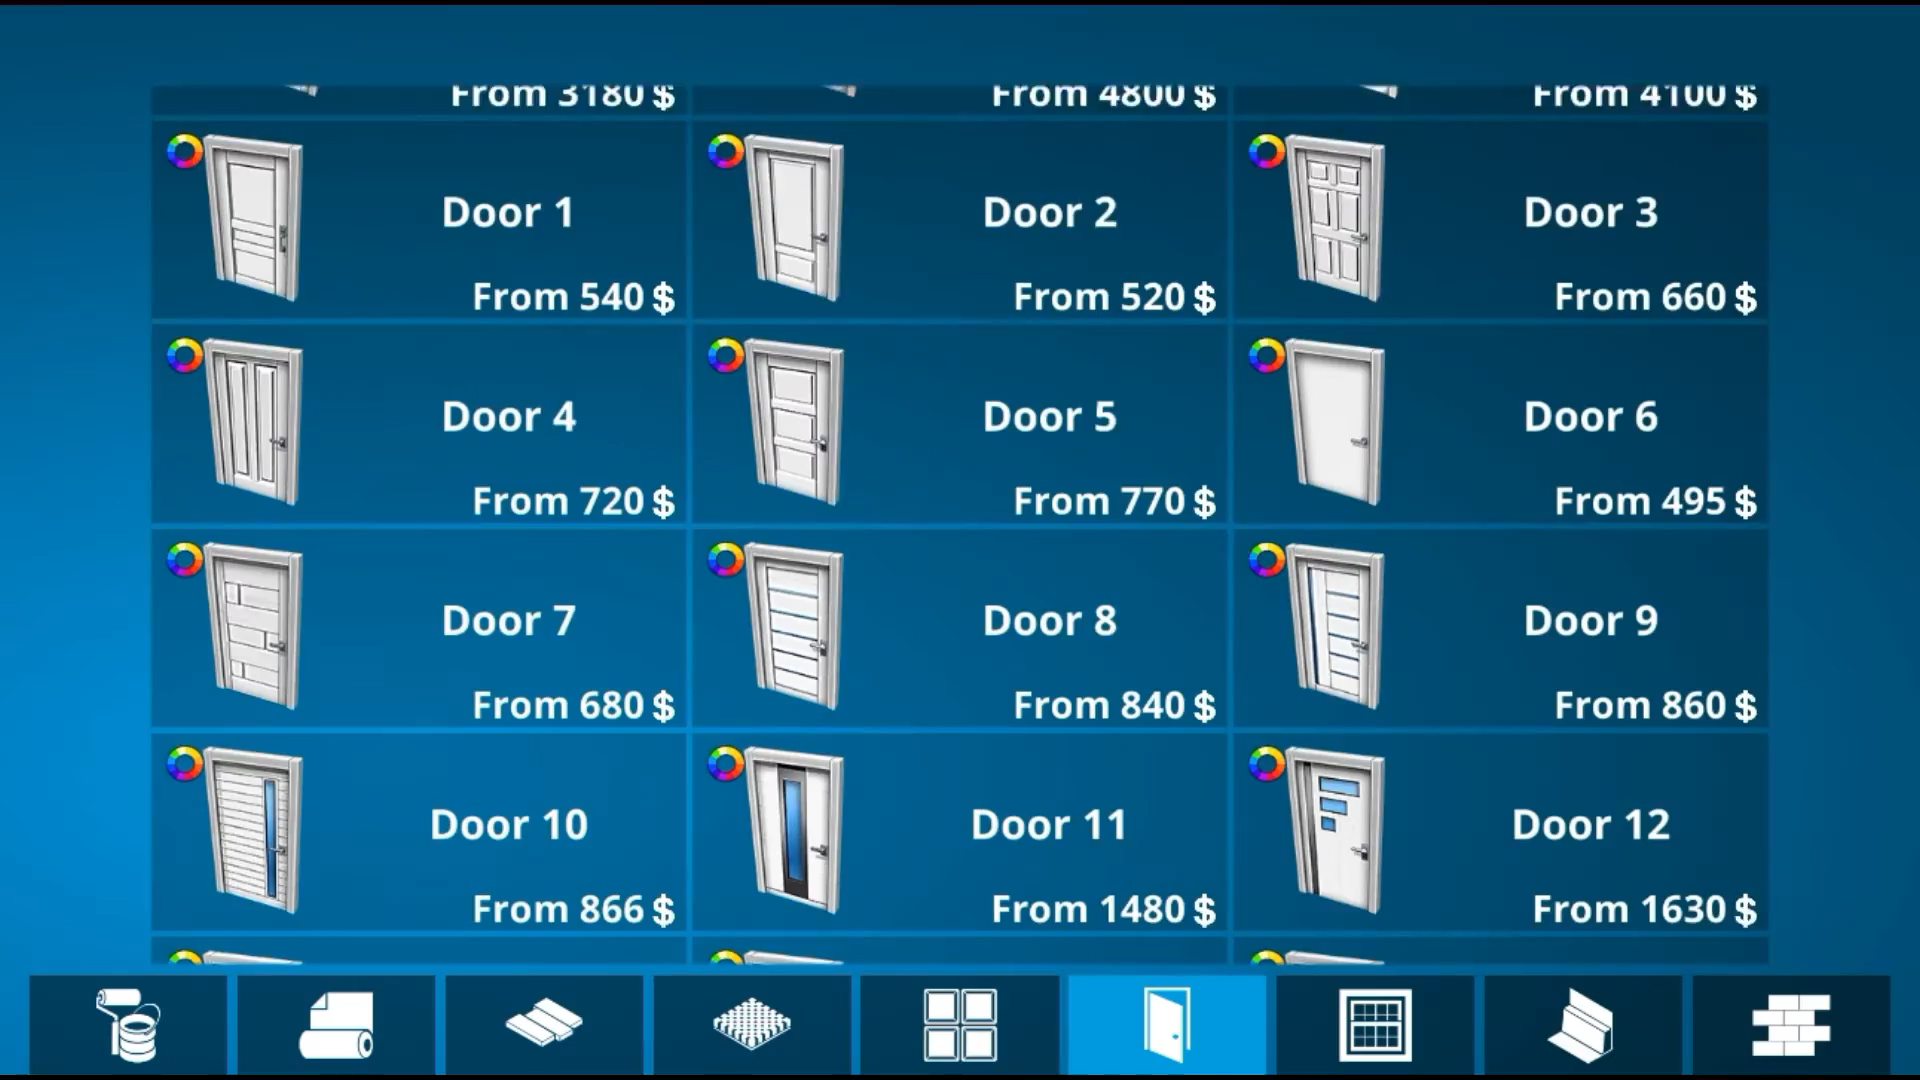 From 3180 $
From 4800 $
From 4100 $
Door 1
From 540 $
Door 2
From 520 $
Door 3
From 660 $
Door 4
From 720 $
Door 5
From 770 $
Door 6
From 495 $
Door 7
From 680 $
Door 8
From 840 $
Door 9
From 860 $
Door 10
From 866 $
Door 11
From 1480 $
Door 12
From 1630 $